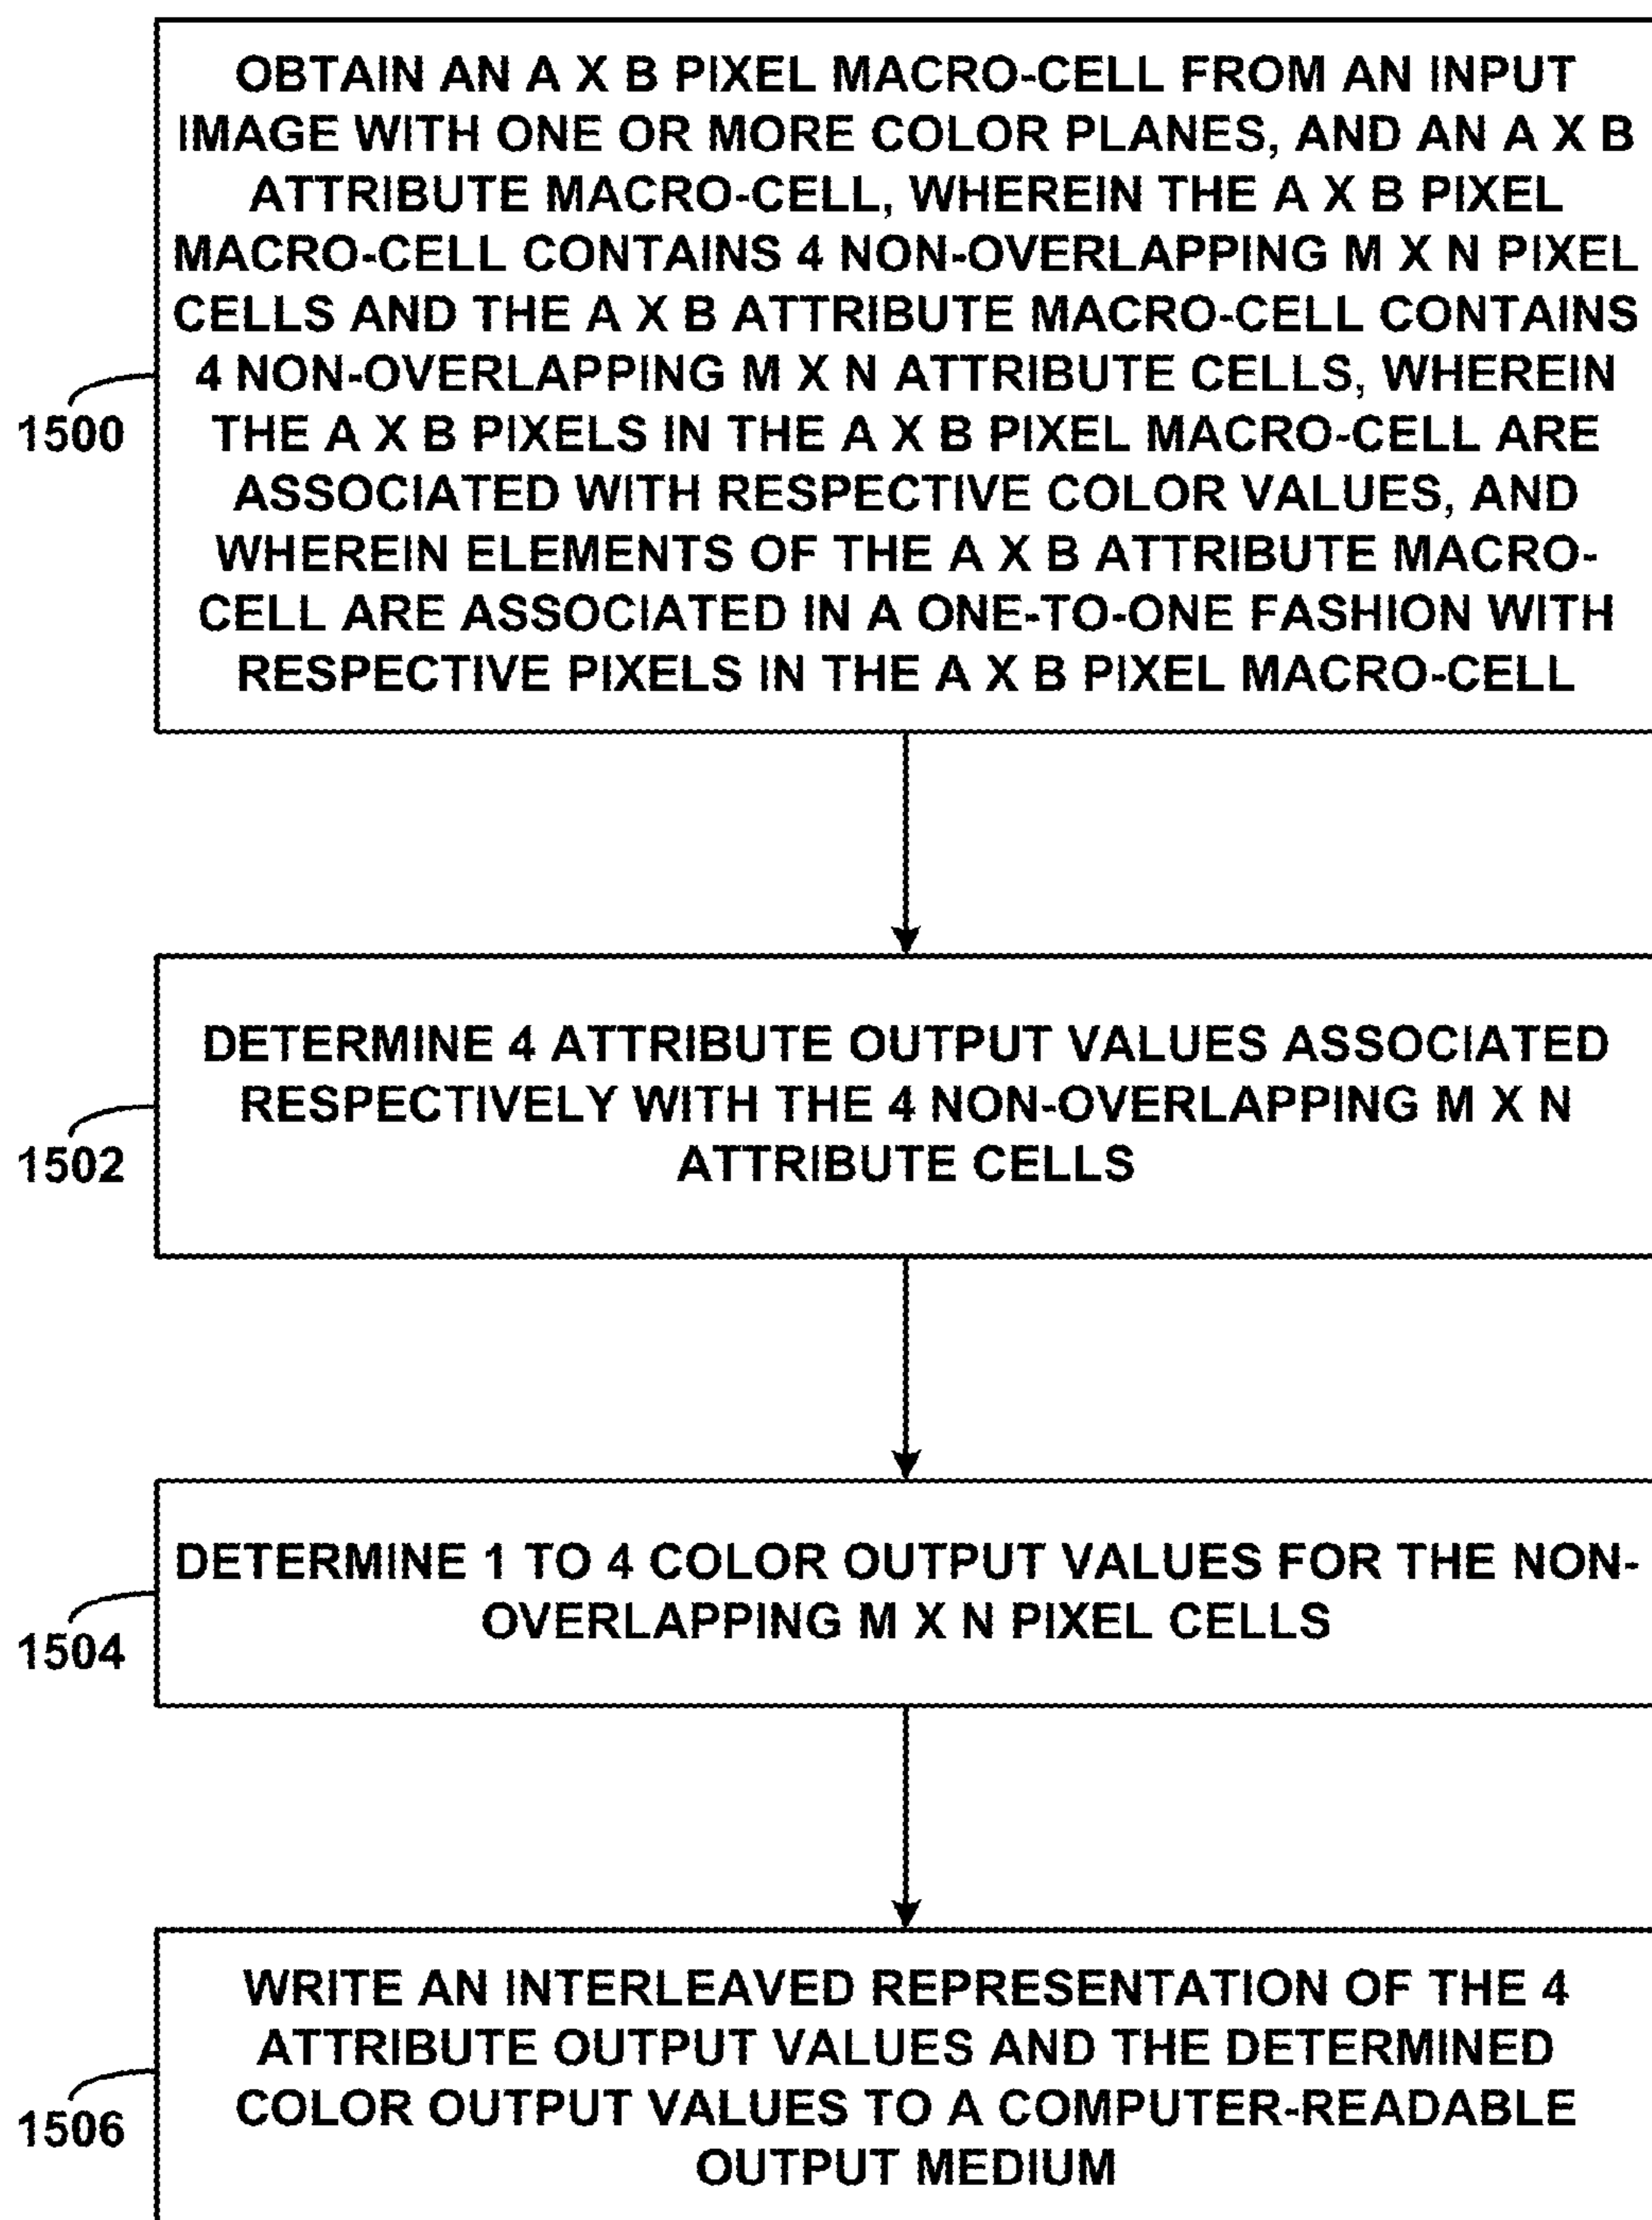 OBTAIN AN A X B PIXEL MACRO-CELL FROM AN INPUT
IMAGE WITH ONE OR MORE COLOR PLANES, AND AN A X B
ATTRIBUTE MACRO-CELL, WHEREIN THE A X B PIXEL
MACRO-CELL CONTAINS 4 NON-OVERLAPPING M X N PIXEL
CELLS AND THE A X B ATTRIBUTE MACRO-CELL CONTAINS
4 NON-OVERLAPPING M X N ATTRIBUTE CELLS, WHEREIN
THE A X B PIXELS IN THE A X B PIXEL MACRO-CELL ARE
ASSOCIATED WITH RESPECTIVE COLOR VALUES, AND
WHEREIN ELEMENTS OF THE A X B ATTRIBUTE MACRO-
CELL ARE ASSOCIATED IN A ONE-TO-ONE FASHION WITH
RESPECTIVE PIXELS IN THE A X B PIXEL MACRO-CELL
1500
DETERMINE 4 ATTRIBUTE OUTPUT VALUES ASSOCIATED
RESPECTIVELY WITH THE 4 NON-OVERLAPPING M X N
ATTRIBUTE CELLS
1502
DETERMINE 1 TO 4 COLOR OUTPUT VALUES FOR THE NON-
OVERLAPPING M X N PIXEL CELLS
1504
WRITE AN INTERLEAVED REPRESENTATION OF THE 4
ATTRIBUTE OUTPUT VALUES AND THE DETERMINED
COLOR OUTPUT VALUES TO A COMPUTER-READABLE
OUTPUT MEDIUM
1506